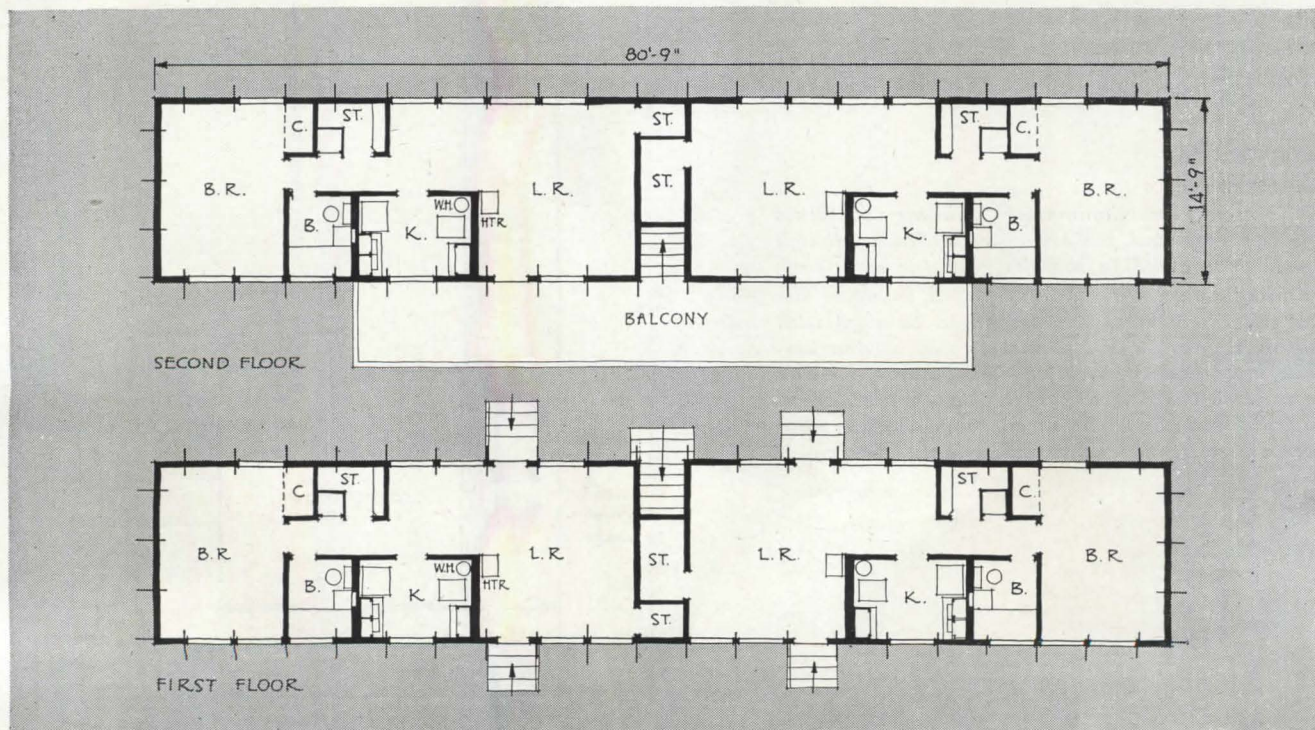 80'-9"
ST.
C.
ST.
ST.
C.
B.R.
L.R.
ST.
L.R.
B.R.
14'-9"
W.H.
HTR
B.
K.
K.
B.
BALCONY
SECOND FLOOR
C.
ST.
ST
C.
B.R
L.R
ST.
L.R.
B.R
W.H.
HTR
B.
K
K.
B.
ST.
FIRST FLOOR